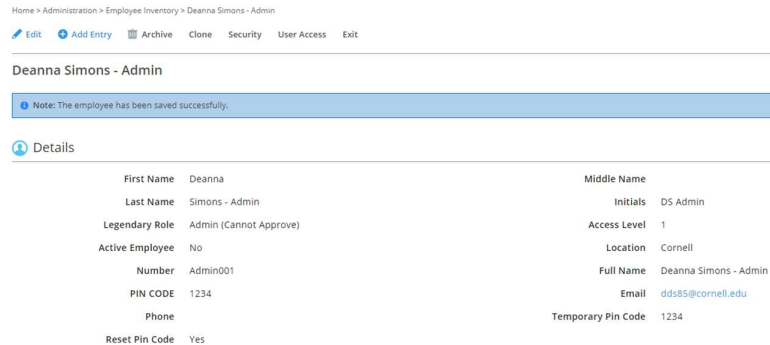 Home > Administration > Employee Inventory > Deanna Simons - Admin
Edit Add Entry Archive Clone Security User Access Exit
Deanna Simons - Admin
Note: The employee has been saved successfully.
Details
First Name Deanna Middle Name
Last Name Simons - Admin Initials DS Admin
Legendary Role Admin (Cannot Approve) Access Level 1
Active Employee No Location Cornell
Number Admin001 Full Name Deanna Simons - Admin
PIN CODE 1234 Email dds85@cornell.edu
Phone Temporary Pin Code 1234
Reset Pin Code Yes